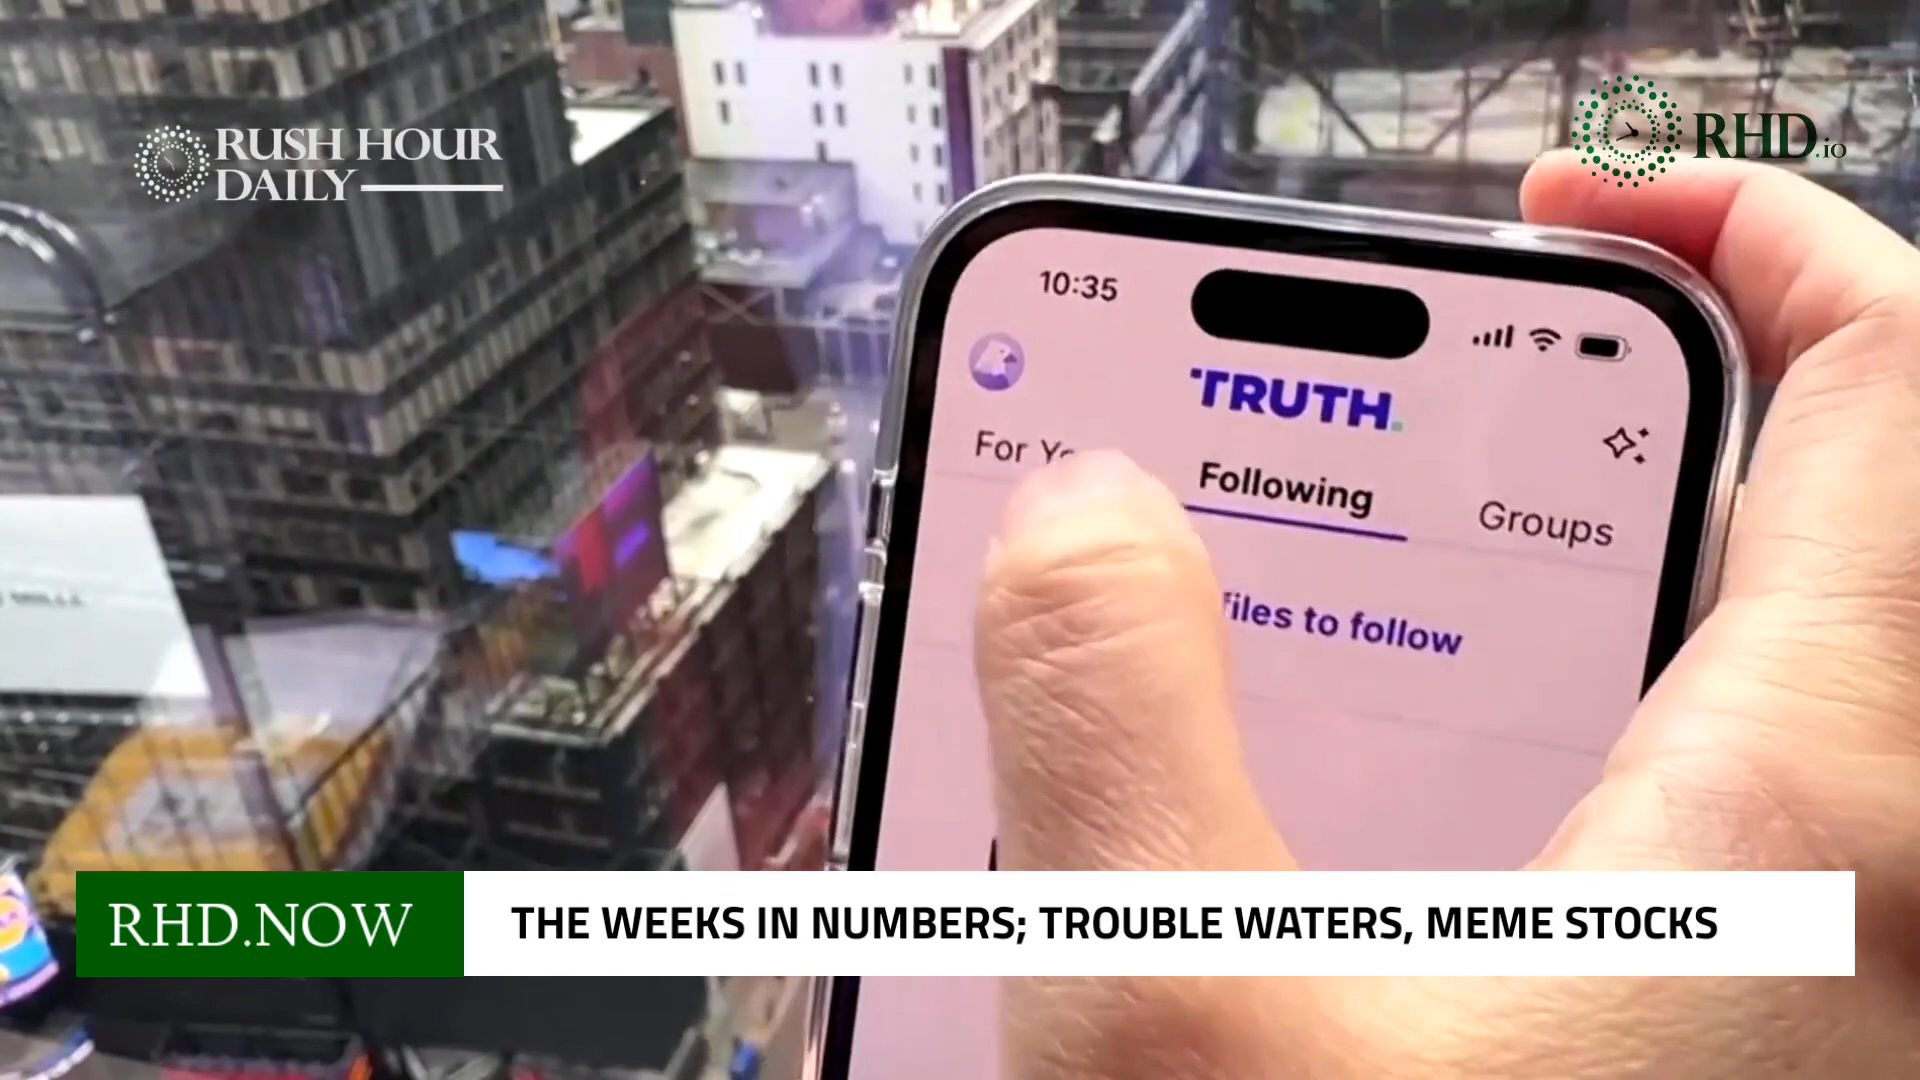 RUSH HOUR
DAILY
RHD.io
10:35
TRUTH.
For Yo
Following
Groups
files to follow
RHD.NOW
THE WEEKS IN NUMBERS; TROUBLE WATERS, MEME STOCKS